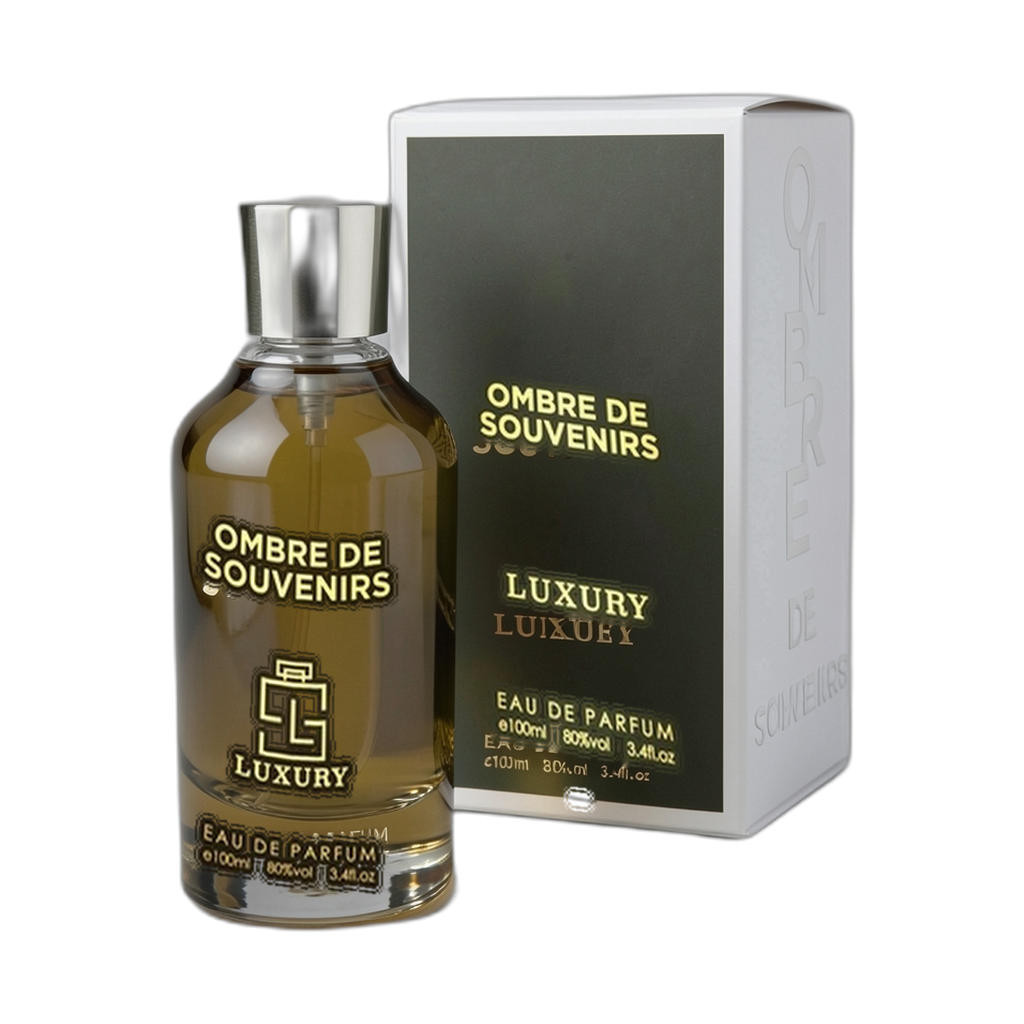 OMBRE DE
SOUVENIRS
LUXURY
EAU DE PARFUM
e100ml 80%vol 3.4fl.oz
OMBRE DE
SOUVENIRS
LUXURY
EAU DE PARFUM
e100ml 80%vol 3.4fl.oz
OMBRE
DE